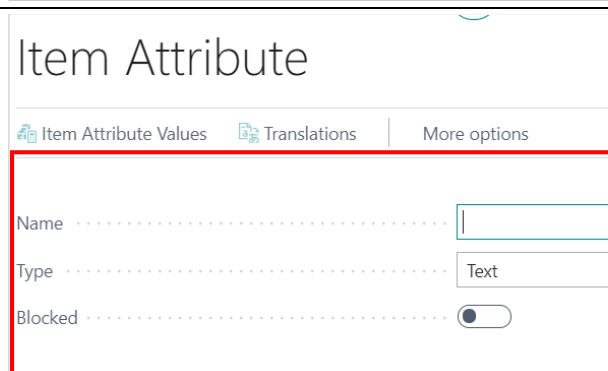 Item Attribute
Item Attribute Values Translations More options
Name
Type Text
Blocked